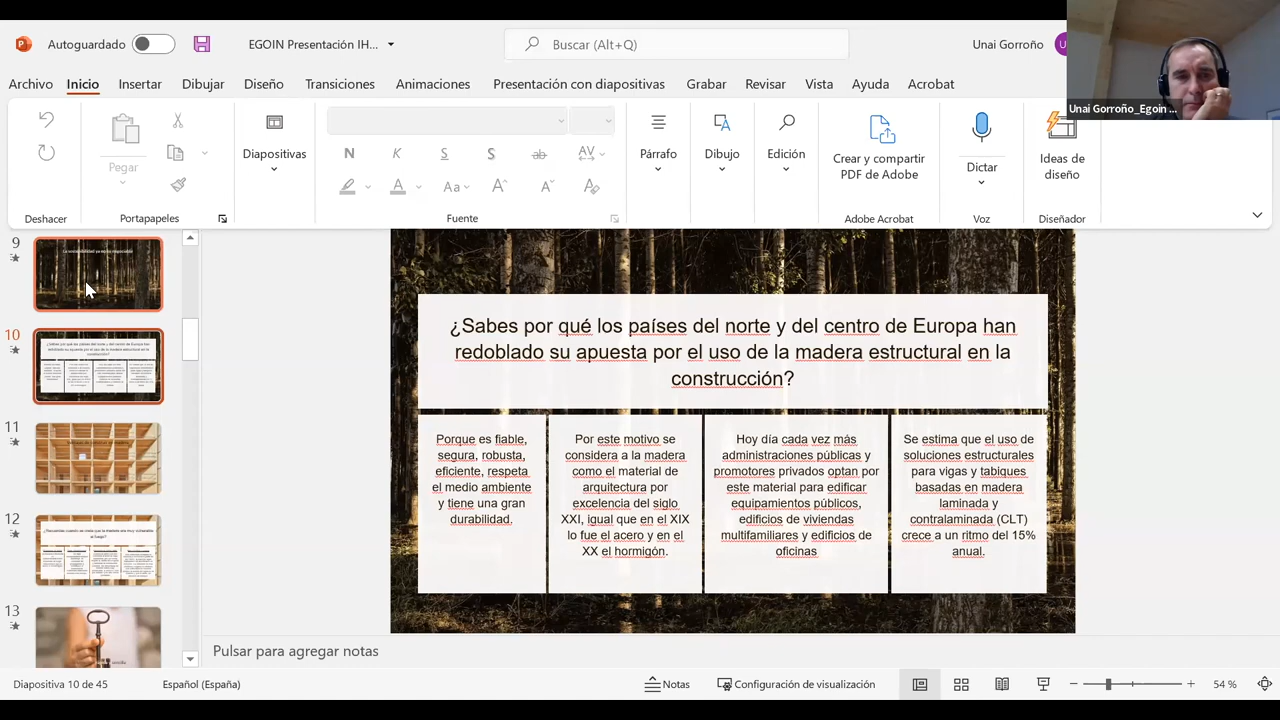 Autoguardado
EGOIN Presentación IH...
Buscar (Alt+Q)
Unai Gorroño
Unai Gorroño_Egoin ...
Archivo Inicio Insertar Dibujar Diseño Transiciones Animaciones Presentación con diapositivas Grabar Revisar Vista Ayuda Acrobat
Pegar
Diapositivas
N K S S ab AV
A Aa A A A
Párrafo
Dibujo
Edición
Crear y compartir
PDF de Adobe
Dictar
Ideas de
diseño
Deshacer Portapapeles Fuente Adobe Acrobat Voz Diseñador
9
10
11
12
13
¿Sabes por qué los países del norte y del centro de Europa han
redoblado su apuesta por el uso de la madera estructural en la
construcción?
Porque es fiable,
segura, robusta,
eficiente, respeta
el medio ambiente
y tiene una gran
durabilidad.
Por este motivo se
considera a la madera
como el material de
arquitectura por
excelencia del siglo
XXI, igual que en el XIX
lo fue el acero y en el
XX el hormigón.
Hoy día cada vez más
administraciones públicas y
promotores privados optan por
este material para edificar
equipamientos públicos,
edificios de viviendas
multifamiliares y edificios de
oficinas.
Se estima que el uso de
soluciones estructurales
para vigas y tabiques
basadas en madera
laminada y
contralaminada (CLT)
crece a un ritmo del 15%
anual.
Pulsar para agregar notas
Diapositiva 10 de 45
Español (España)
Notas
Configuración de visualización
54 %